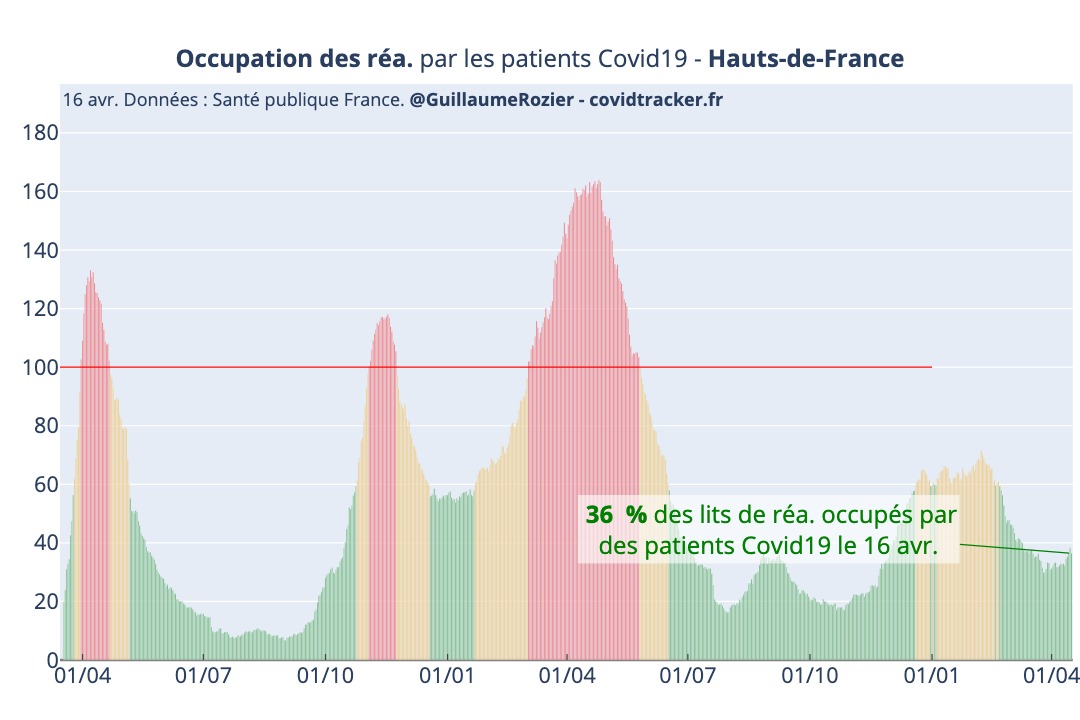 Occupation des réa. par les patients Covid19 - Hauts-de-France
16 avr. Données : Santé publique France. @GuillaumeRozier - covidtracker.fr
180
160
140
120
100
80
60
40
20
0
36 % des lits de réa. occupés par
des patients Covid19 le 16 avr.
01/04 01/07 01/10 01/01 01/04 01/07 01/10 01/01 01/04